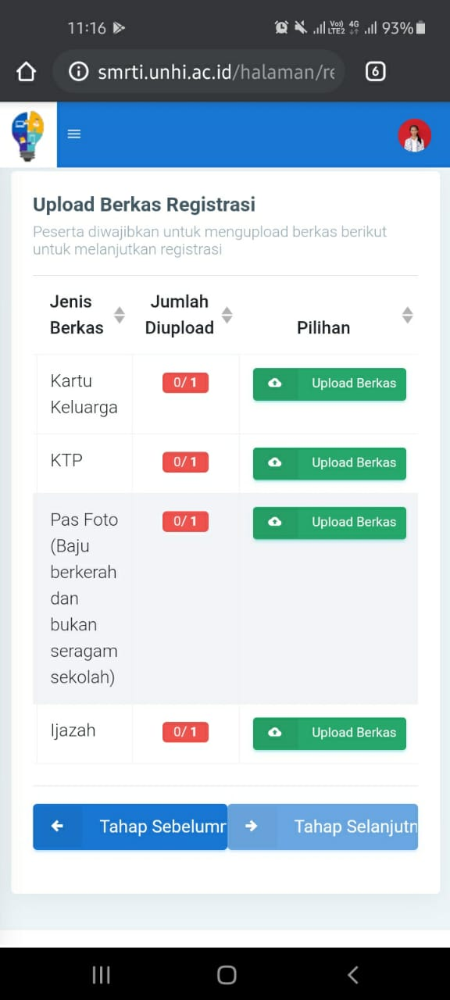 11:16
Vo)) 4G
LTE2 93%
smrti.unhi.ac.id/halaman/re
6
Upload Berkas Registrasi
Peserta diwajibkan untuk mengupload berkas berikut
untuk melanjutkan registrasi
Jenis Berkas
Jumlah Diupload
Pilihan
Kartu Keluarga
0/ 1
Upload Berkas
KTP
0/ 1
Upload Berkas
Pas Foto
(Baju
berkerah
dan
bukan
seragam
sekolah)
0/ 1
Upload Berkas
Ijazah
0/ 1
Upload Berkas
Tahap Sebelumn
Tahap Selanjutn